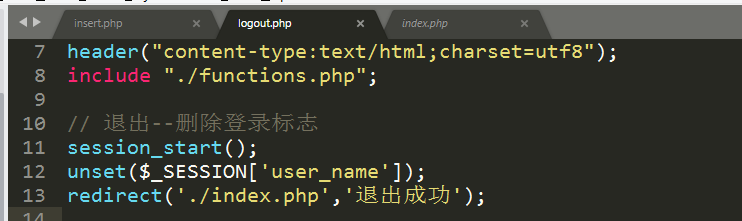 insert.php × logout.php × index.php ×
7 header("content-type:text/html;charset=utf8");
8 include "./functions.php";
9
10 // 退出--删除登录标志
11 session_start();
12 unset($_SESSION['user_name']);
13 redirect('./index.php','退出成功');
14